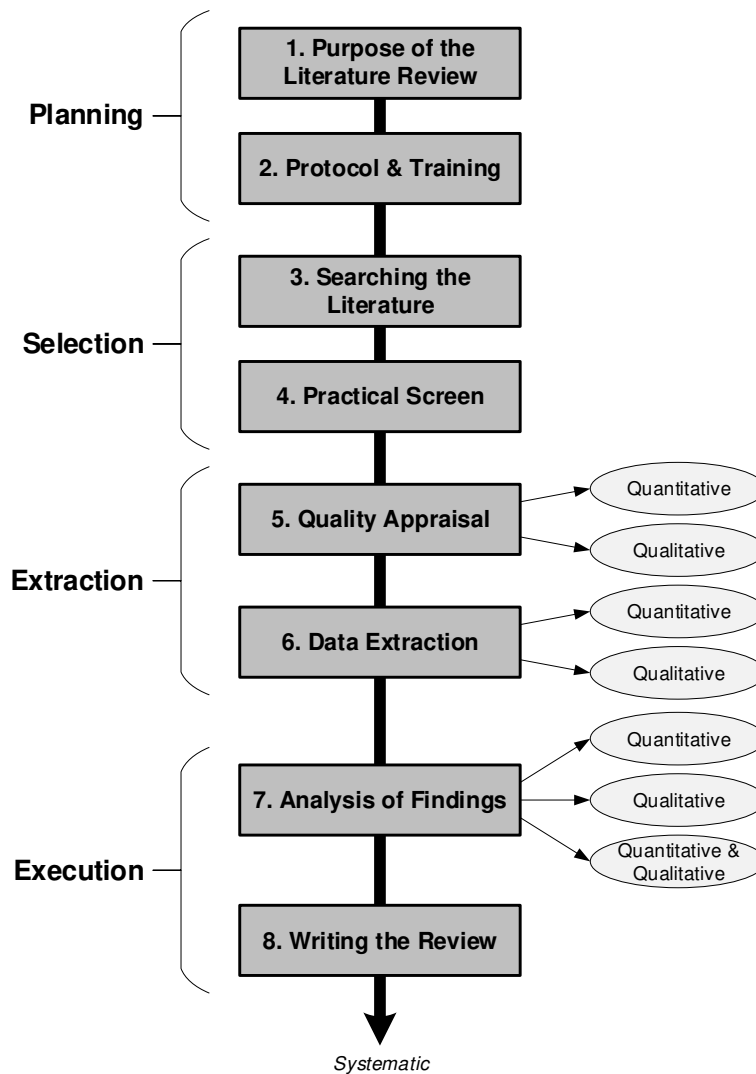 Planning
1. Purpose of the
Literature Review
2. Protocol & Training
Selection
3. Searching the
Literature
4. Practical Screen
Extraction
5. Quality Appraisal
Quantitative
Qualitative
6. Data Extraction
Quantitative
Qualitative
Execution
7. Analysis of Findings
Quantitative
Qualitative
Quantitative &
Qualitative
8. Writing the Review
Systematic